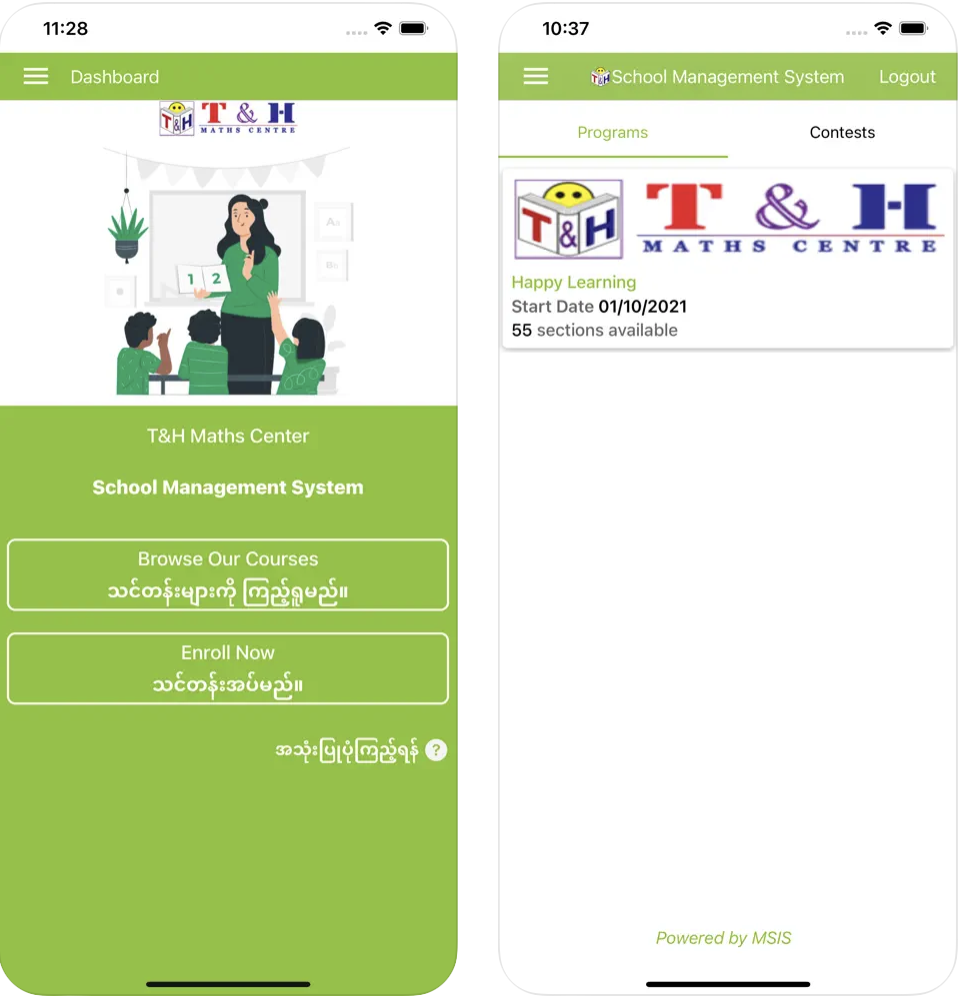 11:28
Dashboard
T&H
T & H
MATHS CENTRE
Aa
Bb
1 2
T&H Maths Center
School Management System
Browse Our Courses
သင်တန်းများကို ကြည့်ရှုမည်။
Enroll Now
သင်တန်းအပ်မည်။
အသုံးပြုပုံကြည့်ရန် ?
10:37
T&H School Management System Logout
Programs Contests
T&H
T & H
MATHS CENTRE
Happy Learning
Start Date 01/10/2021
55 sections available
Powered by MSIS